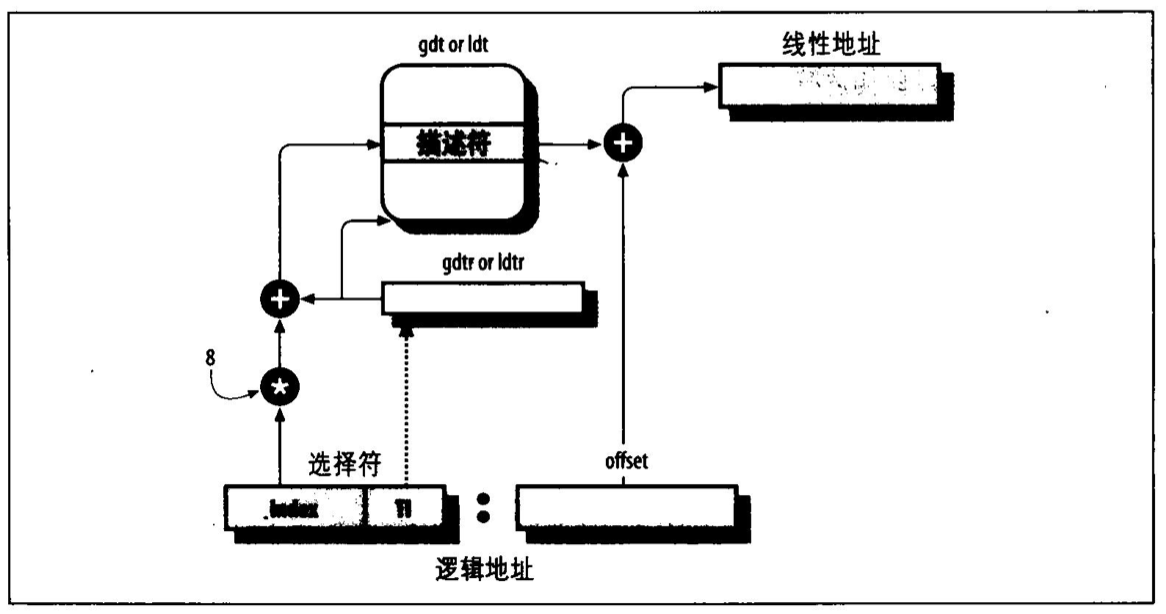 gdt or ldt
线性地址
描述符
+
gdtr or ldtr
+
8
*
选择符
offset
Index
TI
:
逻辑地址